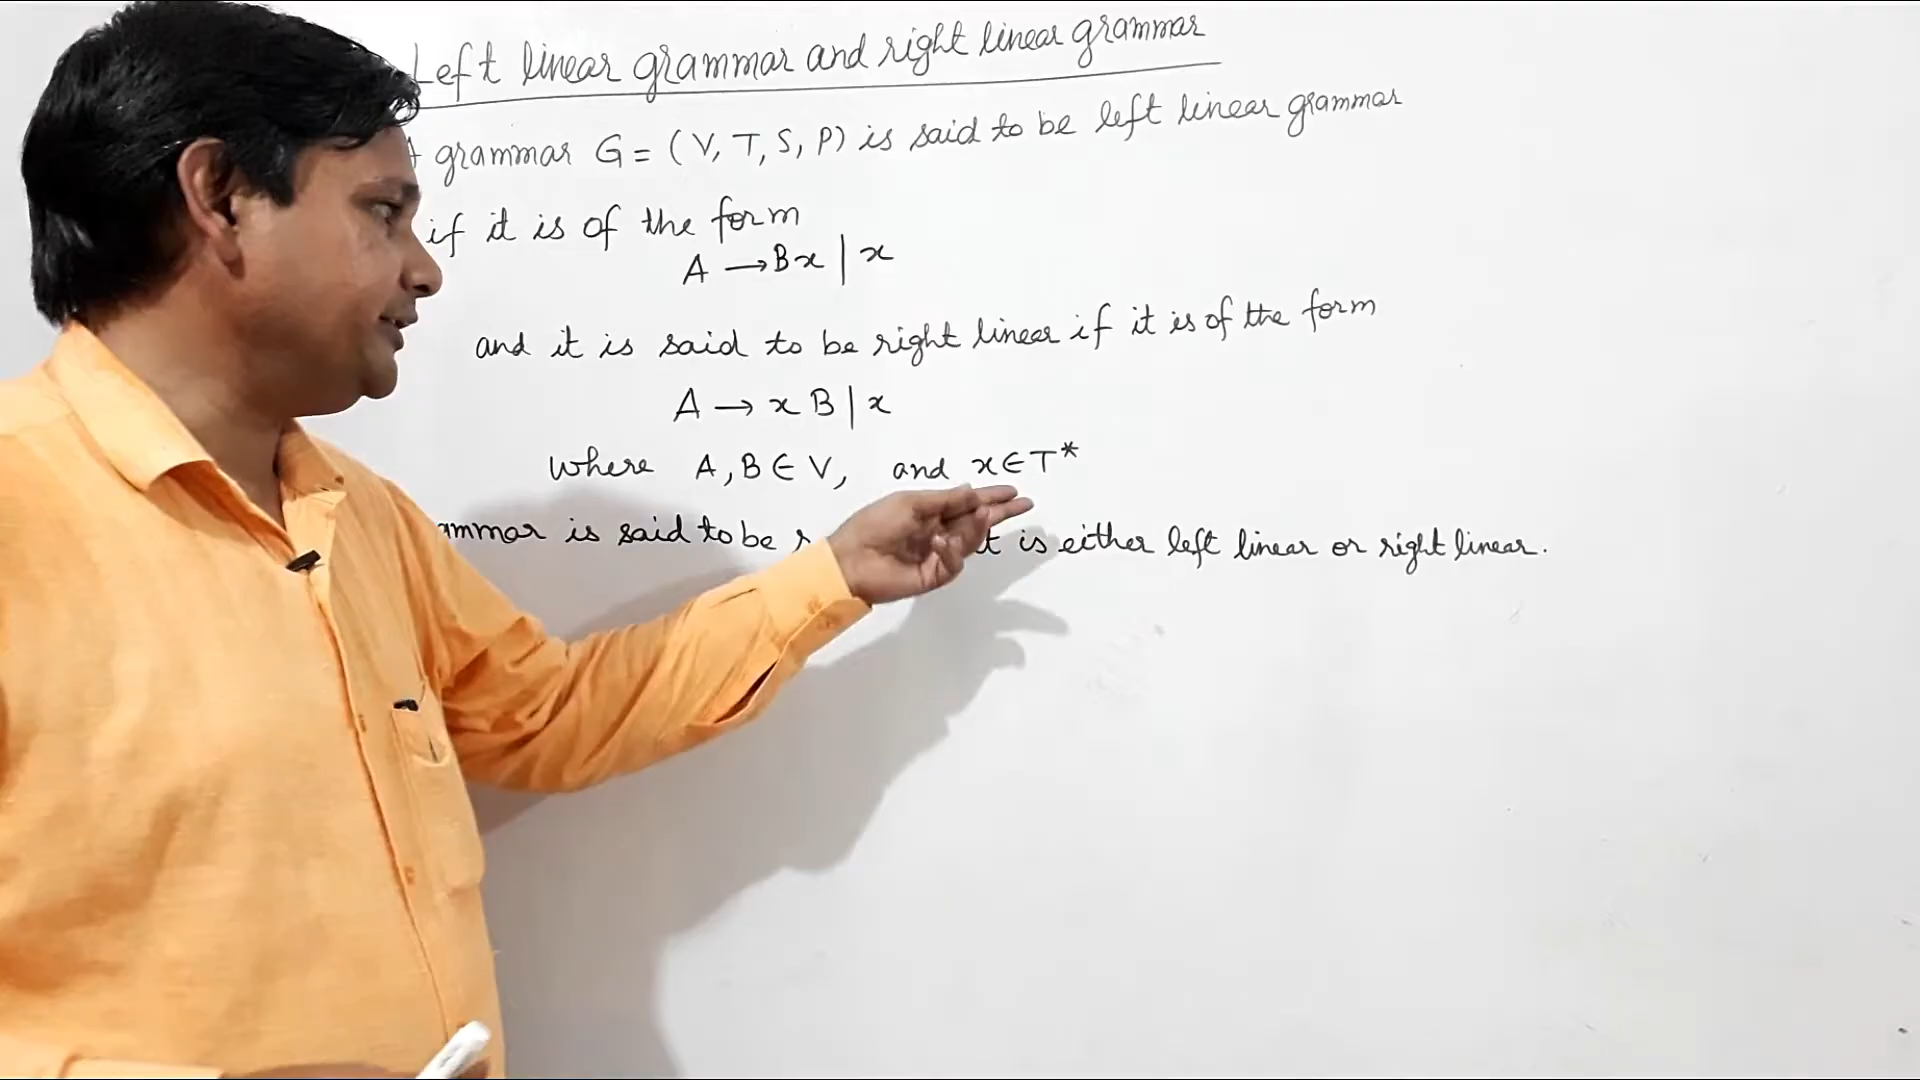 Left linear grammar and right linear grammar
grammar G = (V, T, S, P) is said to be left linear grammar
if it is of the form
A → Bx | x
and it is said to be right linear if it is of the form
A → x B | x
where A, B ∈ V, and x ∈ T*
is said to be is either left linear or right linear.